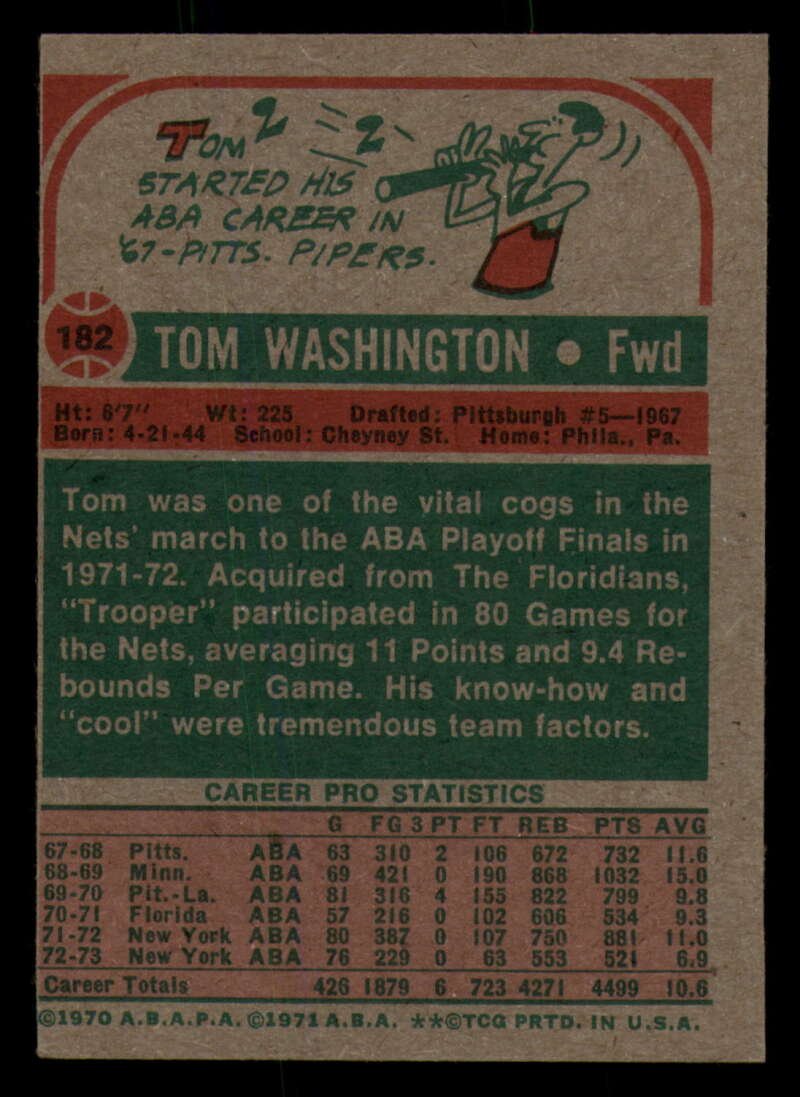 TOM 2 2
STARTED HIS
ABA CAREER IN
'67-PITTS. PIPERS.
182 TOM WASHINGTON • Fwd
Ht: 6'7" Wt: 225 Drafted: Pittsburgh #5—1967
Born: 4-21-44 School: Cheyney St. Home: Phila., Pa.
Tom was one of the vital cogs in the
Nets' march to the ABA Playoff Finals in
1971-72. Acquired from The Floridians,
"Trooper" participated in 80 Games for
the Nets, averaging 11 Points and 9.4 Re-
bounds Per Game. His know-how and
"cool" were tremendous team factors.
CAREER PRO STATISTICS
G FG 3 PT FT REB PTS AVG
67-68 Pitts. ABA 63 310 2 106 672 732 11.6
68-69 Minn. ABA 69 421 0 190 868 1032 15.0
69-70 Pit.-La. ABA 81 316 4 155 822 799 9.8
70-71 Florida ABA 57 216 0 102 606 534 9.3
71-72 New York ABA 80 387 0 107 750 881 11.0
72-73 New York ABA 76 229 0 63 553 521 6.9
Career Totals 426 1879 6 723 4271 4499 10.6
©1970 A.B.A.P.A. ©1971 A.B.A. **©TCG PRTD. IN U.S.A.